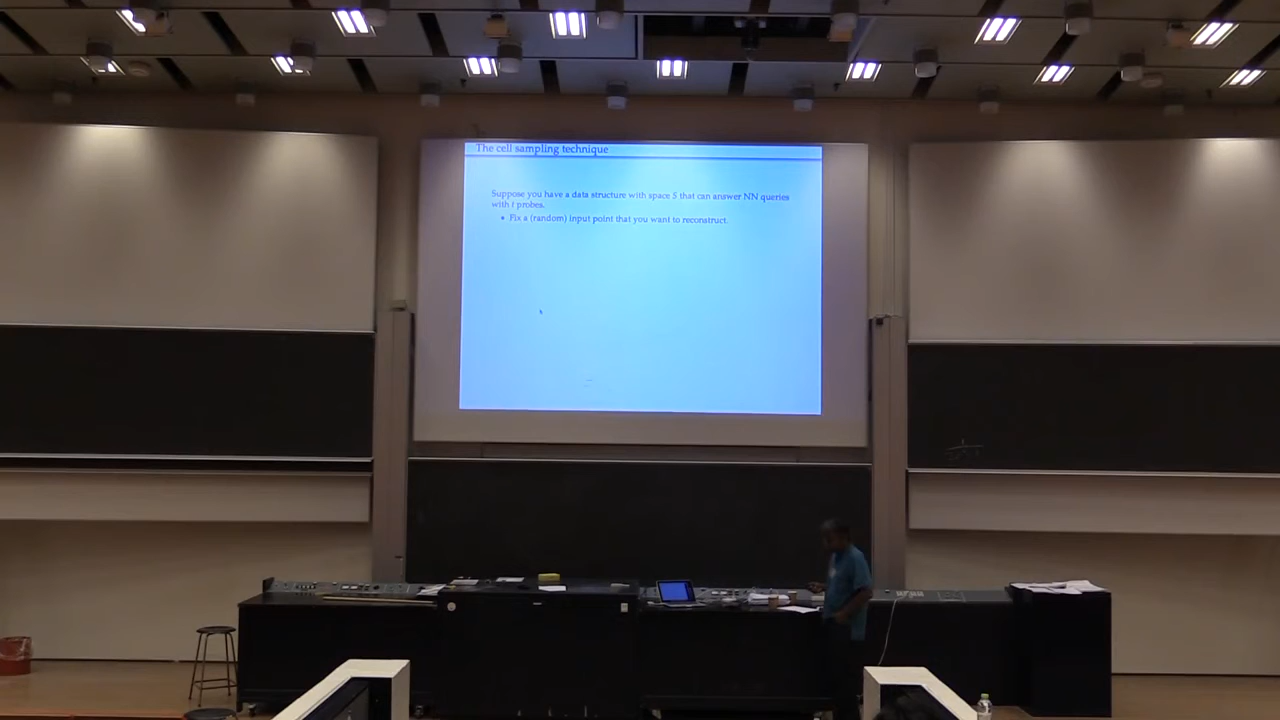 The cell sampling technique
Suppose you have a data structure with space S that can answer NN queries
with t probes.
• Fix a (random) input point that you want to reconstruct.